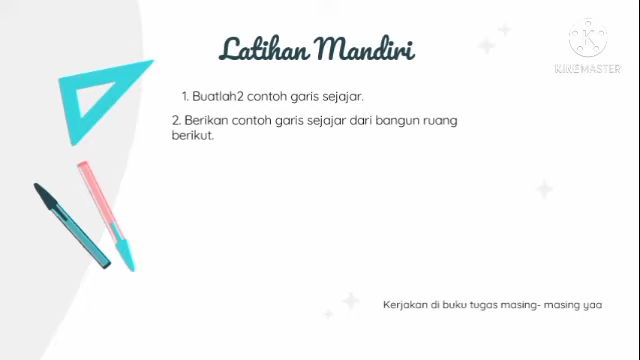 Latihan Mandiri
KINEMASTER
1. Buatlah2 contoh garis sejajar.
2. Berikan contoh garis sejajar dari bangun ruang
berikut.
Kerjakan di buku tugas masing- masing yaa